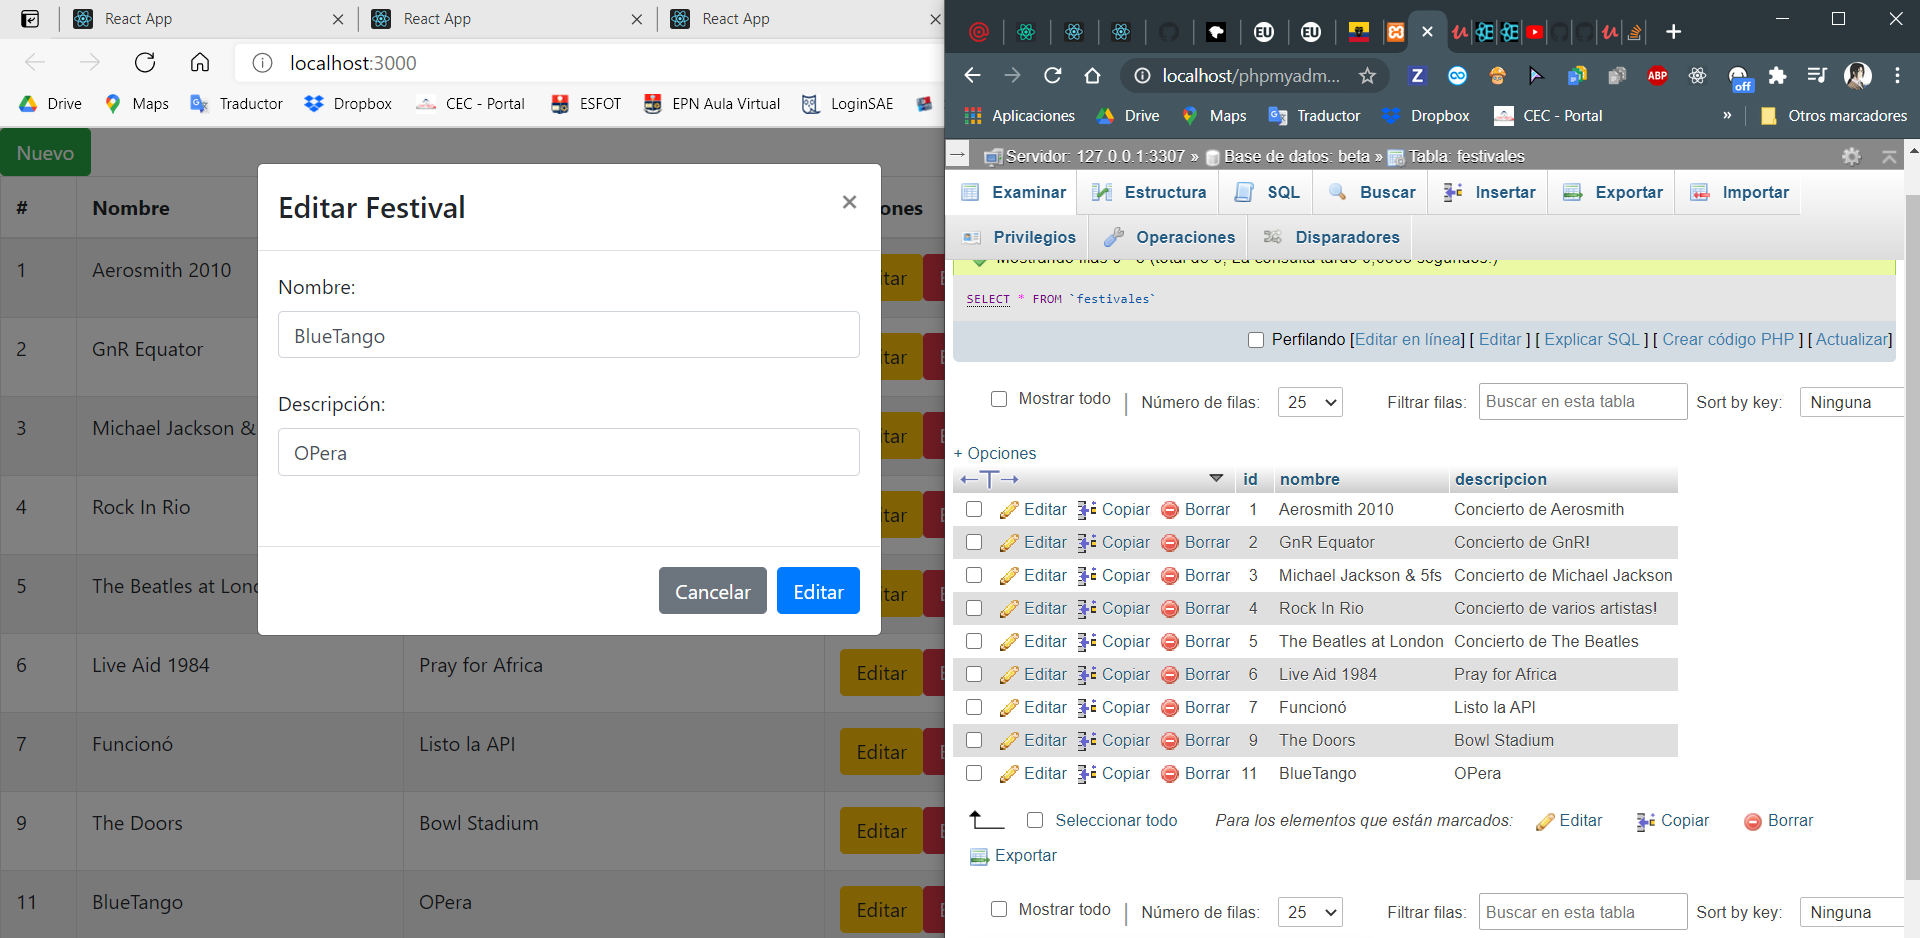 React App
React App
React App
localhost:3000
Drive
Maps
Traductor
Dropbox
CEC - Portal
ESFOT
EPN Aula Virtual
LoginSAE
Nuevo
# Nombre ones
1 Aerosmith 2010 tar
2 GnR Equator tar
3 Michael Jackson & tar
4 Rock In Rio tar
5 The Beatles at Lond tar
6 Live Aid 1984 Pray for Africa Editar
7 Funcionó Listo la API Editar
9 The Doors Bowl Stadium Editar
11 BlueTango OPera Editar
Editar Festival ×
Nombre:
BlueTango
Descripción:
OPera
Cancelar Editar
EU
EU
localhost/phpmyadm...
Z
ABP
off
Aplicaciones
Drive
Maps
Traductor
Dropbox
CEC - Portal
»
Otros marcadores
Servidor: 127.0.0.1:3307 » Base de datos: beta » Tabla: festivales
Examinar Estructura SQL Buscar Insertar Exportar Importar
Privilegios Operaciones Disparadores
SELECT * FROM `festivales`
Perfilando [Editar en línea] [ Editar ] [ Explicar SQL ] [ Crear código PHP ] [ Actualizar]
Mostrar todo | Número de filas: 25 Filtrar filas: Buscar en esta tabla Sort by key: Ninguna
+ Opciones
←T→ id nombre descripcion
Editar Copiar Borrar 1 Aerosmith 2010 Concierto de Aerosmith
Editar Copiar Borrar 2 GnR Equator Concierto de GnR!
Editar Copiar Borrar 3 Michael Jackson & 5fs Concierto de Michael Jackson
Editar Copiar Borrar 4 Rock In Rio Concierto de varios artistas!
Editar Copiar Borrar 5 The Beatles at London Concierto de The Beatles
Editar Copiar Borrar 6 Live Aid 1984 Pray for Africa
Editar Copiar Borrar 7 Funcionó Listo la API
Editar Copiar Borrar 9 The Doors Bowl Stadium
Editar Copiar Borrar 11 BlueTango OPera
Seleccionar todo Para los elementos que están marcados: Editar Copiar Borrar
Exportar
Mostrar todo | Número de filas: 25 Filtrar filas: Buscar en esta tabla Sort by key: Ninguna